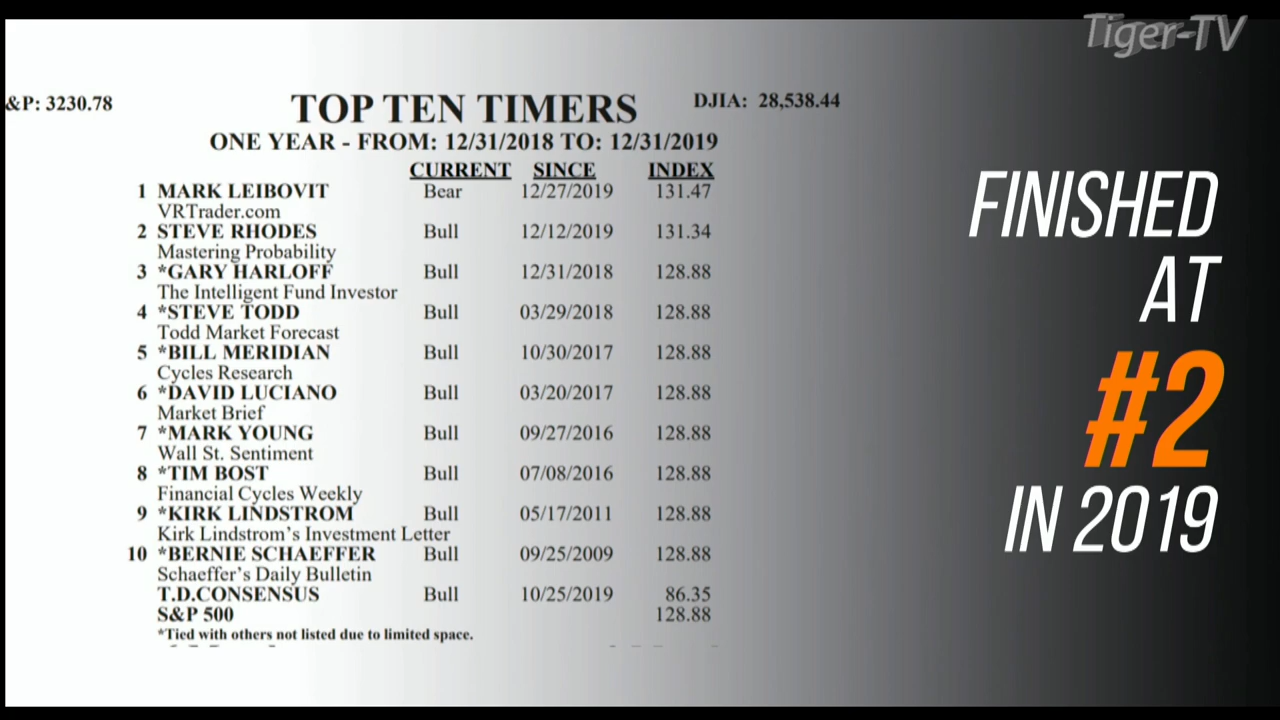 Tiger-TV
&P: 3230.78 TOP TEN TIMERS DJIA: 28,538.44
ONE YEAR - FROM: 12/31/2018 TO: 12/31/2019
CURRENT SINCE INDEX
1 MARK LEIBOVIT Bear 12/27/2019 131.47
VRTrader.com
2 STEVE RHODES Bull 12/12/2019 131.34
Mastering Probability
3 *GARY HARLOFF Bull 12/31/2018 128.88
The Intelligent Fund Investor
4 *STEVE TODD Bull 03/29/2018 128.88
Todd Market Forecast
5 *BILL MERIDIAN Bull 10/30/2017 128.88
Cycles Research
6 *DAVID LUCIANO Bull 03/20/2017 128.88
Market Brief
7 *MARK YOUNG Bull 09/27/2016 128.88
Wall St. Sentiment
8 *TIM BOST Bull 07/08/2016 128.88
Financial Cycles Weekly
9 *KIRK LINDSTROM Bull 05/17/2011 128.88
Kirk Lindstrom's Investment Letter
10 *BERNIE SCHAEFFER Bull 09/25/2009 128.88
Schaeffer's Daily Bulletin
T.D.CONSENSUS Bull 10/25/2019 86.35
S&P 500 128.88
*Tied with others not listed due to limited space.
FINISHED
AT
#2
IN 2019